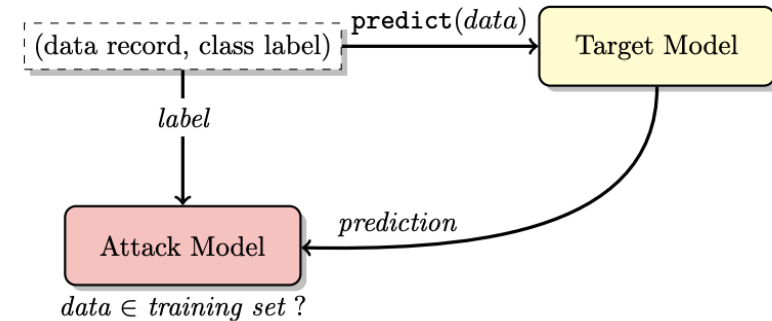 (data record, class label)
predict(data)
Target Model
label
prediction
Attack Model
data ∈ training set ?